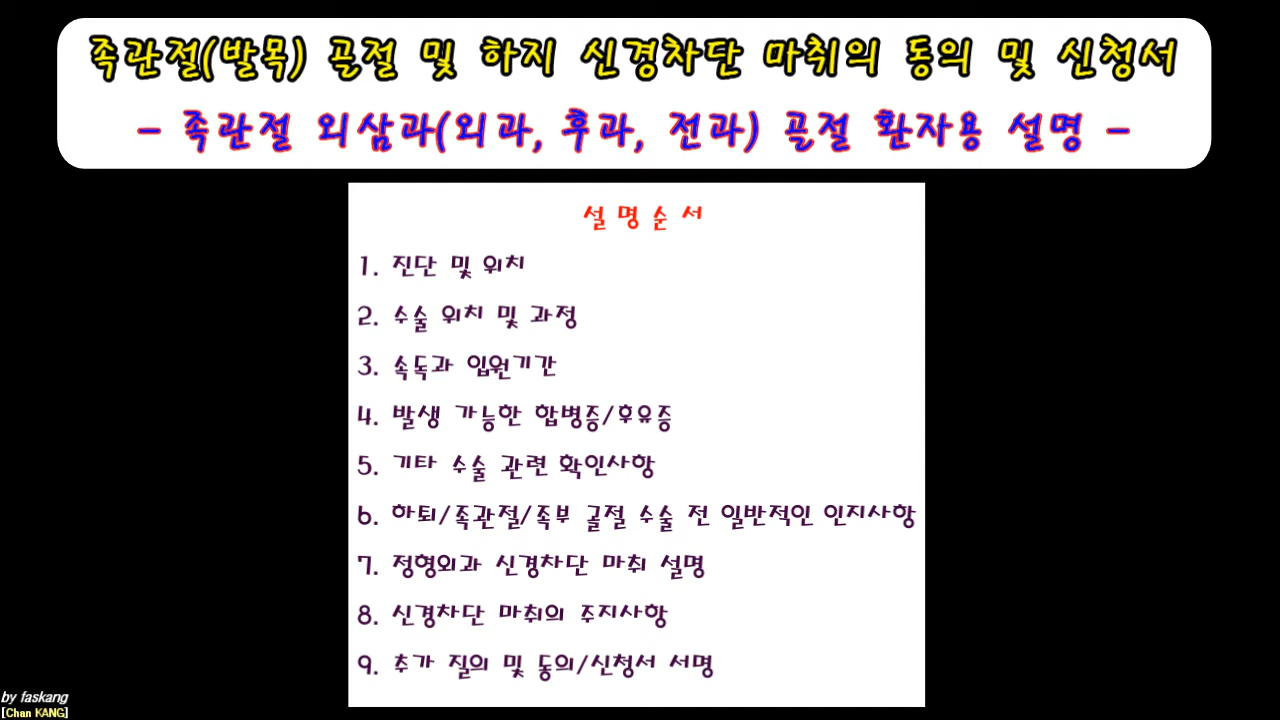 족관절(발목) 골절 및 하지 신경차단 마취의 동의 및 신청서
- 족관절 외삼과(외과, 후과, 전과) 골절 환자용 설명 -
설 명 순 서
1. 진단 및 위치
2. 수술 위치 및 과정
3. 속독과 입원기간
4. 발생 가능한 합병증/후유증
5. 기타 수술 관련 확인사항
6. 하퇴/족관절/족부 골절 수술 전 일반적인 인지사항
7. 정형외과 신경차단 마취 설명
8. 신경차단 마취의 주지사항
9. 추가 질의 및 동의/신청서 서명
by faskang
[Chan KANG]